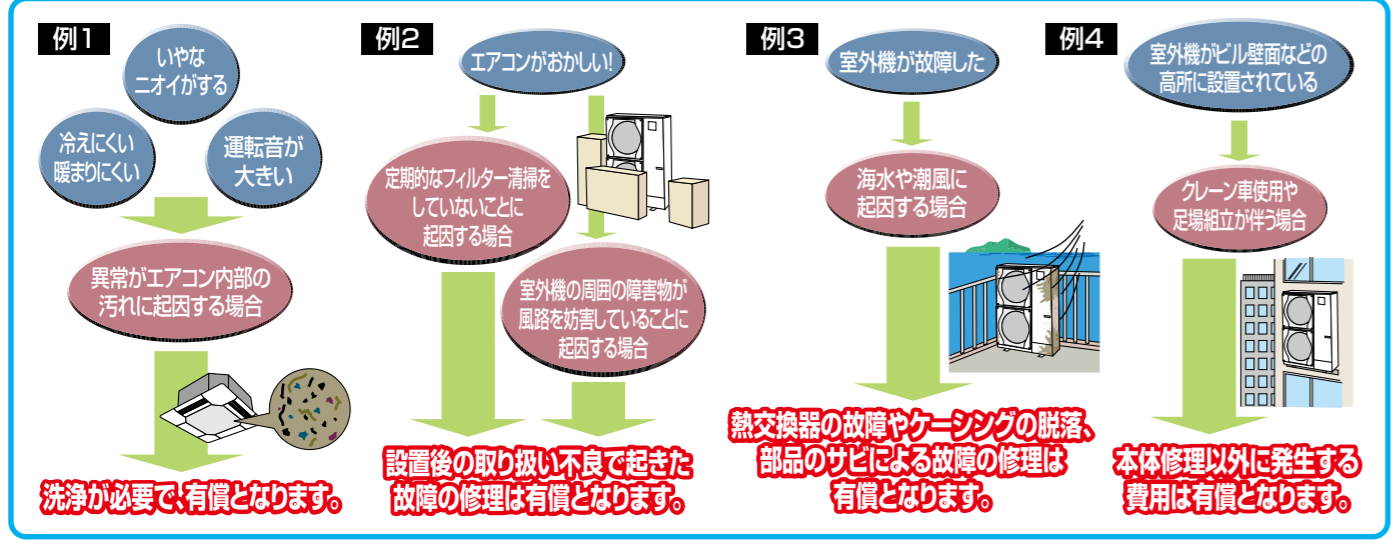 例1
いやな
ニオイがする
冷えにくい
暖まりにくい
運転音が
大きい
異常がエアコン内部の
汚れに起因する場合
洗浄が必要で、有償となります。
例2
エアコンがおかしい!
定期的なフィルター清掃を
していないことに
起因する場合
室外機の周囲の障害物が
風路を妨害していることに
起因する場合
設置後の取り扱い不良で起きた
故障の修理は有償となります。
例3
室外機が故障した
海水や潮風に
起因する場合
熱交換器の故障やケーシングの脱落、
部品のサビによる故障の修理は
有償となります。
例4
室外機がビル壁面などの
高所に設置されている
クレーン車使用や
足場組立が伴う場合
本体修理以外に発生する
費用は有償となります。